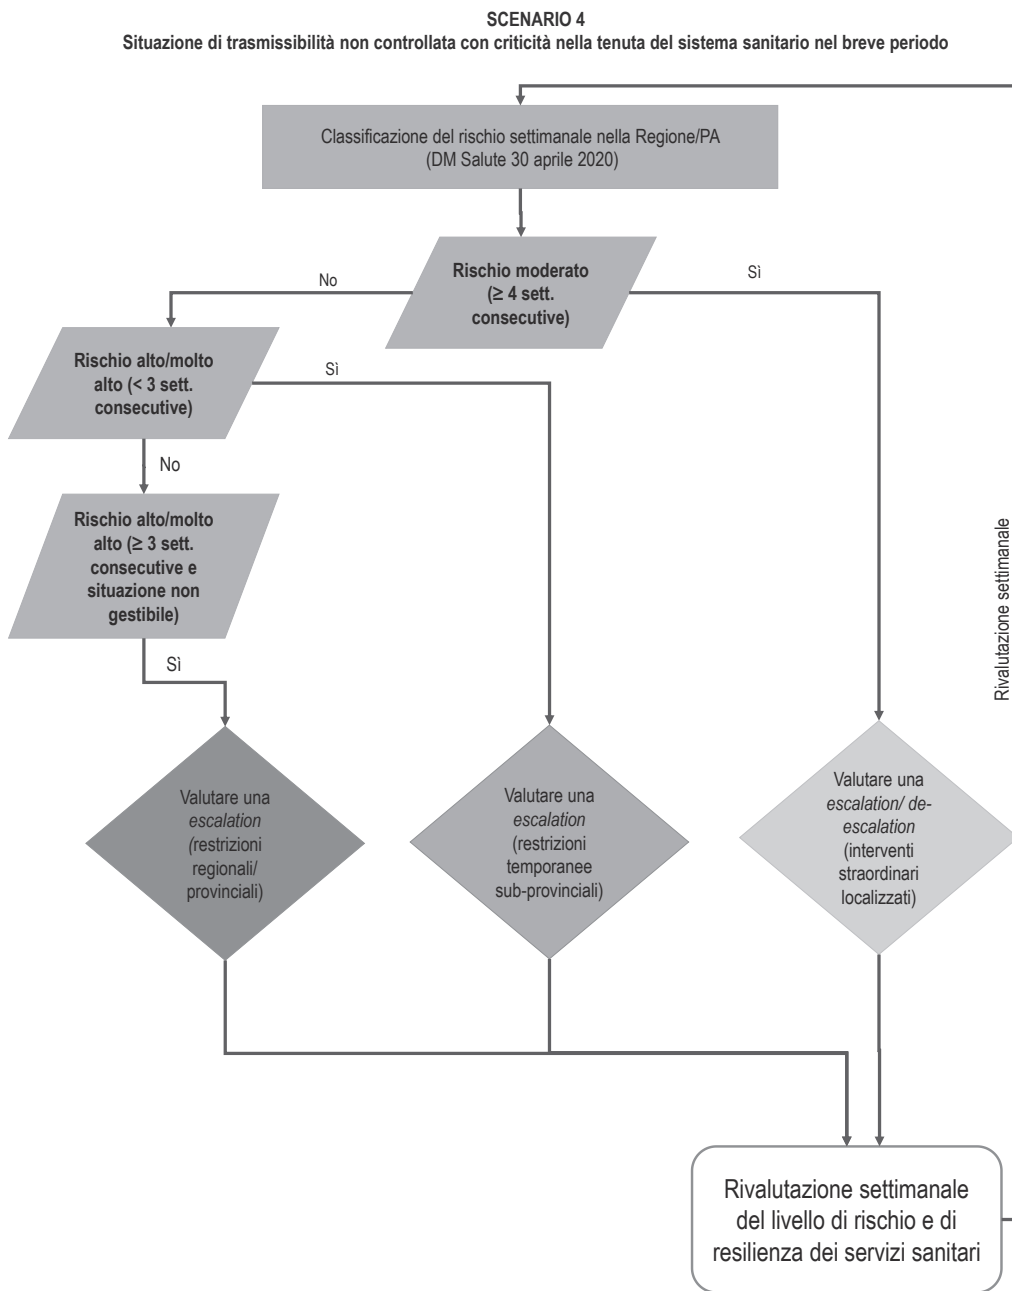 SCENARIO 4
Situazione di trasmissibilità non controllata con criticità nella tenuta del sistema sanitario nel breve periodo
Classificazione del rischio settimanale nella Regione/PA
(DM Salute 30 aprile 2020)
Rischio moderato
(≥ 4 sett.
consecutive)
No
Sì
Rischio alto/molto
alto (< 3 sett.
consecutive)
Sì
No
Rischio alto/molto
alto (≥ 3 sett.
consecutive e
situazione non
gestibile)
Sì
Rivalutazione settimanale
Valutare una
escalation
(restrizioni
regionali/
provinciali)
Valutare una
escalation
(restrizioni
temporanee
sub-provinciali)
Valutare una
escalation/ de-
escalation
(interventi
straordinari
localizzati)
Rivalutazione settimanale
del livello di rischio e di
resilienza dei servizi sanitari